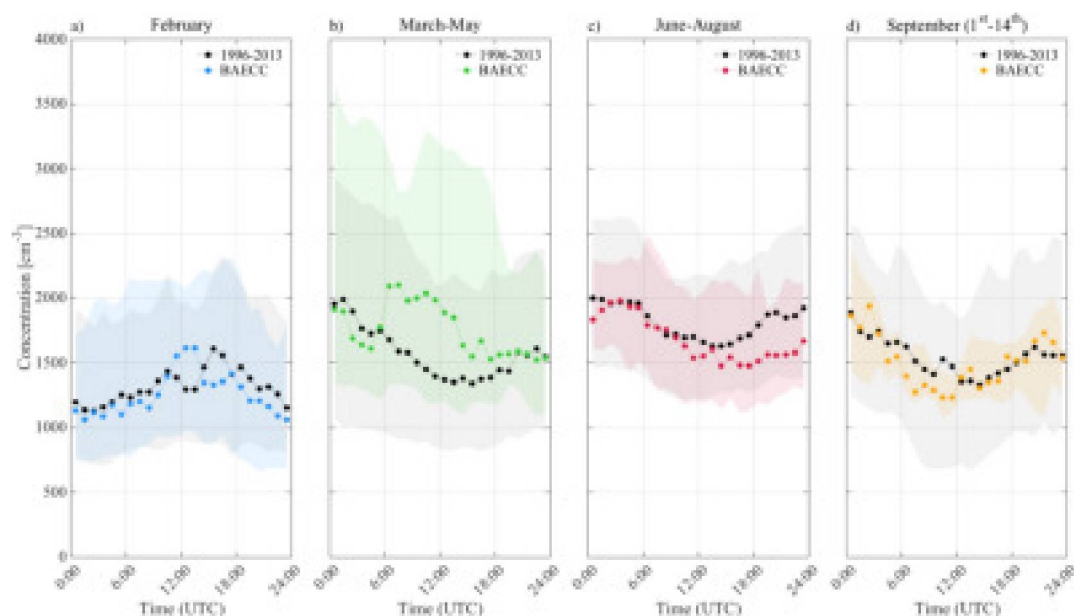 a) February
b) March-May
c) June-August
d) September (1st-14th)
1996-2013
BAECC
1996-2013
BAECC
1996-2013
BAECC
1996-2013
BAECC
Concentration [cm-3]
4000
3500
3000
2500
2000
1500
1000
500
0
0:00 6:00 12:00 18:00 24:00
0:00 6:00 12:00 18:00 24:00
0:00 6:00 12:00 18:00 24:00
0:00 6:00 12:00 18:00 24:00
Time (UTC)
Time (UTC)
Time (UTC)
Time (UTC)